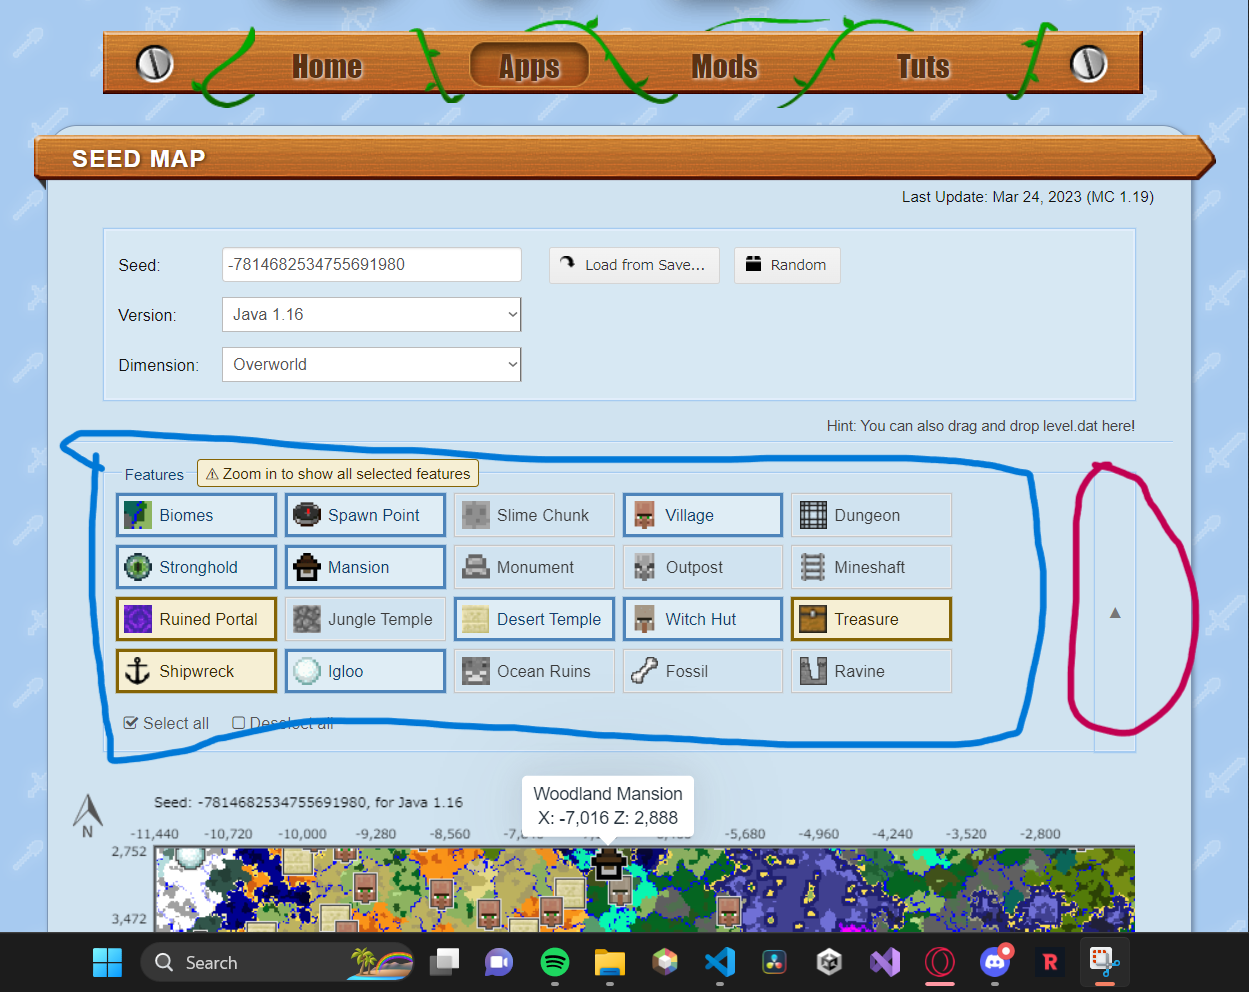 Home Apps Mods Tuts
SEED MAP
Last Update: Mar 24, 2023 (MC 1.19)
Seed: -7814682534755691980 Load from Save... Random
Version: Java 1.16
Dimension: Overworld
Hint: You can also drag and drop level.dat here!
Features ⚠ Zoom in to show all selected features
Biomes Spawn Point Slime Chunk Village Dungeon
Stronghold Mansion Monument Outpost Mineshaft
Ruined Portal Jungle Temple Desert Temple Witch Hut Treasure
Shipwreck Igloo Ocean Ruins Fossil Ravine
Select all Deselect all
Woodland Mansion
X: -7,016 Z: 2,888
Seed: -7814682534755691980, for Java 1.16
N
-11,440 -10,720 -10,000 -9,280 -8,560 -5,680 -4,960 -4,240 -3,520 -2,800
2,752
3,472
Search
R